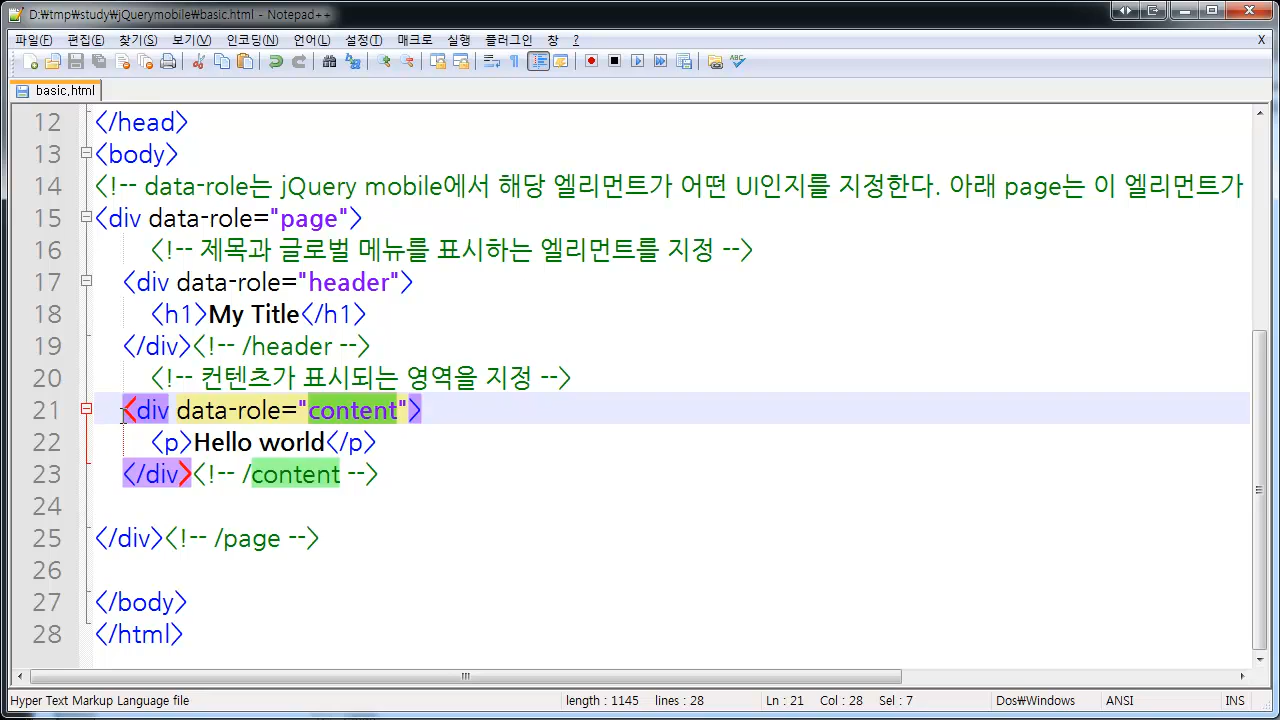 D:₩tmp₩study₩jQuerymobile₩basic.html - Notepad++
파일(F) 편집(E) 찾기(S) 보기(V) 인코딩(N) 언어(L) 설정(T) 매크로 실행 플러그인 창 ? X
basic.html
12 </head>
13 <body>
14 <!-- data-role는 jQuery mobile에서 해당 엘리먼트가 어떤 UI인지를 지정한다. 아래 page는 이 엘리먼트가
15 <div data-role="page">
16 <!-- 제목과 글로벌 메뉴를 표시하는 엘리먼트를 지정 -->
17 <div data-role="header">
18 <h1>My Title</h1>
19 </div><!-- /header -->
20 <!-- 컨텐츠가 표시되는 영역을 지정 -->
21 <div data-role="content">
22 <p>Hello world</p>
23 </div><!-- /content -->
24
25 </div><!-- /page -->
26
27 </body>
28 </html>
Hyper Text Markup Language file length : 1145 lines : 28 Ln : 21 Col : 28 Sel : 7 Dos₩Windows ANSI INS